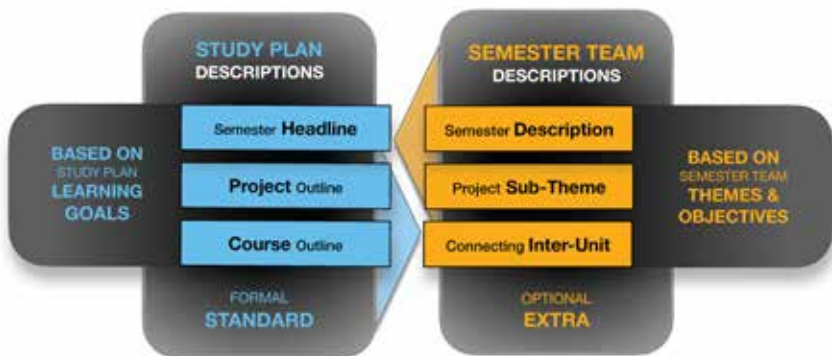 STUDY PLAN
DESCRIPTIONS
SEMESTER TEAM
DESCRIPTIONS
BASED ON
STUDY PLAN
LEARNING
GOALS
Semester Headline
Project Outline
Course Outline
Semester Description
Project Sub-Theme
Connecting Inter-Unit
BASED ON
SEMESTER TEAM
THEMES &
OBJECTIVES
FORMAL
STANDARD
OPTIONAL
EXTRA